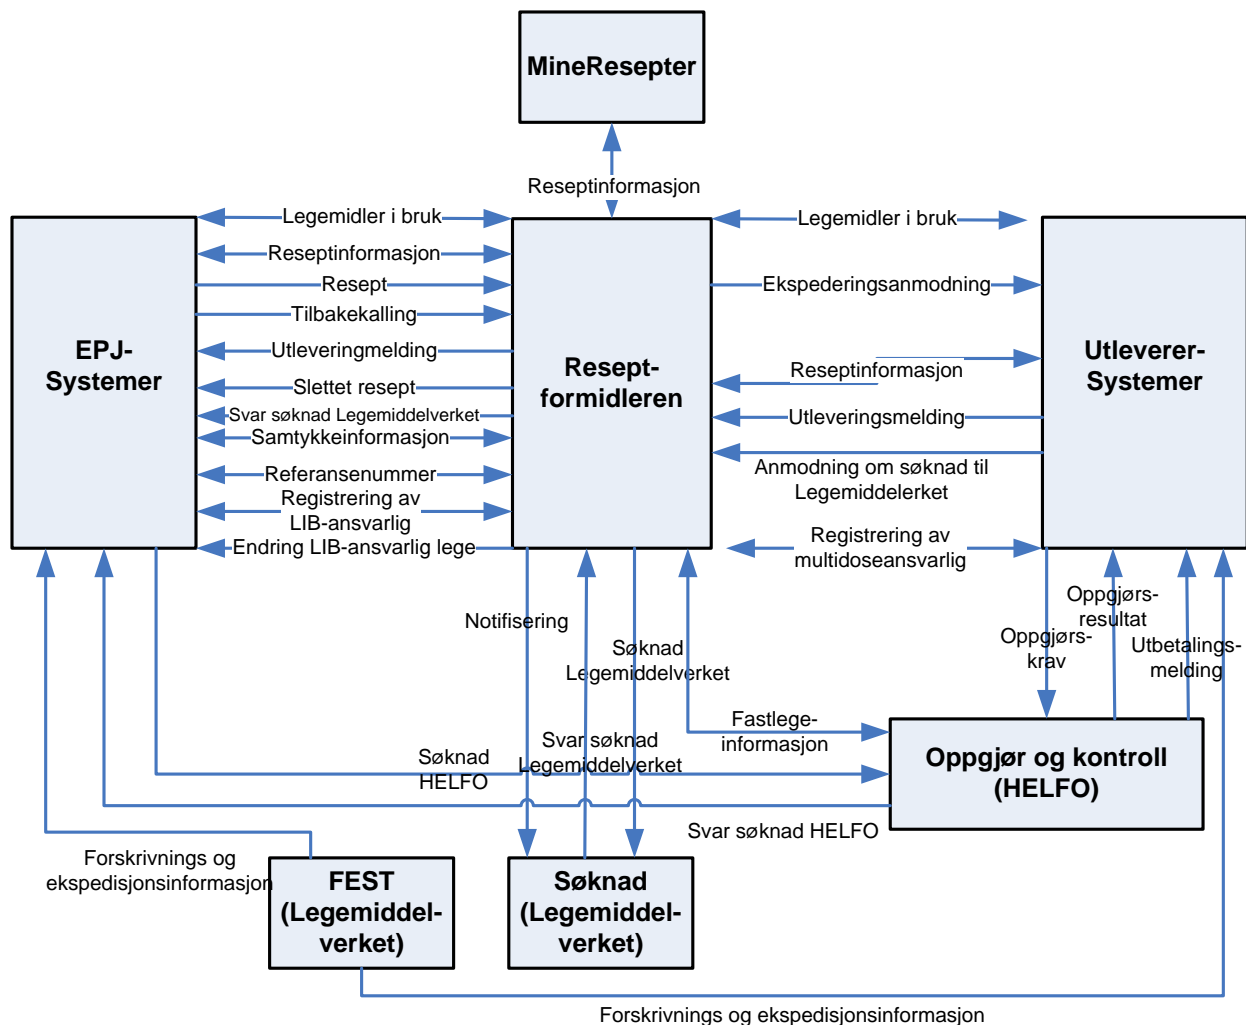 MineResepter
Reseptinformasjon
Legemidler i bruk
Legemidler i bruk
Reseptinformasjon
Resept
Ekspederingsanmodning
Tilbakekalling
EPJ-
Systemer
Utleveringmelding
Resept-
formidleren
Utleverer-
Systemer
Reseptinformasjon
Slettet resept
Svar søknad Legemiddelverket
Utleveringsmelding
Samtykkeinformasjon
Referansenummer
Anmodning om søknad til
Legemiddelerket
Registrering av
LIB-ansvarlig
Endring LIB-ansvarlig lege
Registrering av
multidoseansvarlig
Notifisering
Søknad
Legemiddelverket
Oppgjørs-
krav
Oppgjørs-
resultat
Utbetalings-
melding
Fastlege-
informasjon
Søknad
HELFO
Svar søknad
Legemiddelverket
Oppgjør og kontroll
(HELFO)
Svar søknad HELFO
Forskrivnings og
ekspedisjonsinformasjon
FEST
(Legemiddel-
verket)
Søknad
(Legemiddel-
verket)
Forskrivnings og ekspedisjonsinformasjon